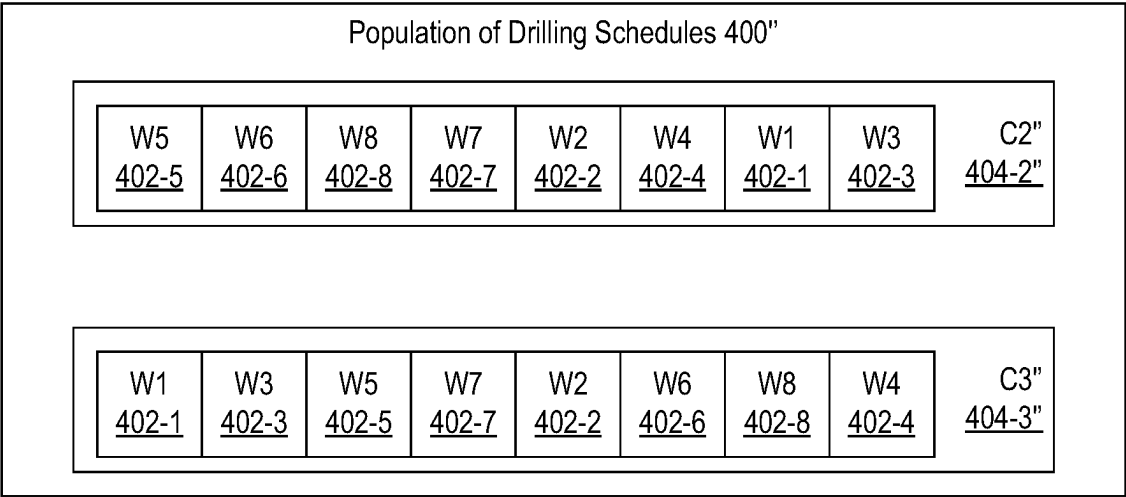 Population of Drilling Schedules 400"
W5 W6 W8 W7 W2 W4 W1 W3 C2"
402-5 402-6 402-8 402-7 402-2 402-4 402-1 402-3 404-2"
W1 W3 W5 W7 W2 W6 W8 W4 C3"
402-1 402-3 402-5 402-7 402-2 402-6 402-8 402-4 404-3"